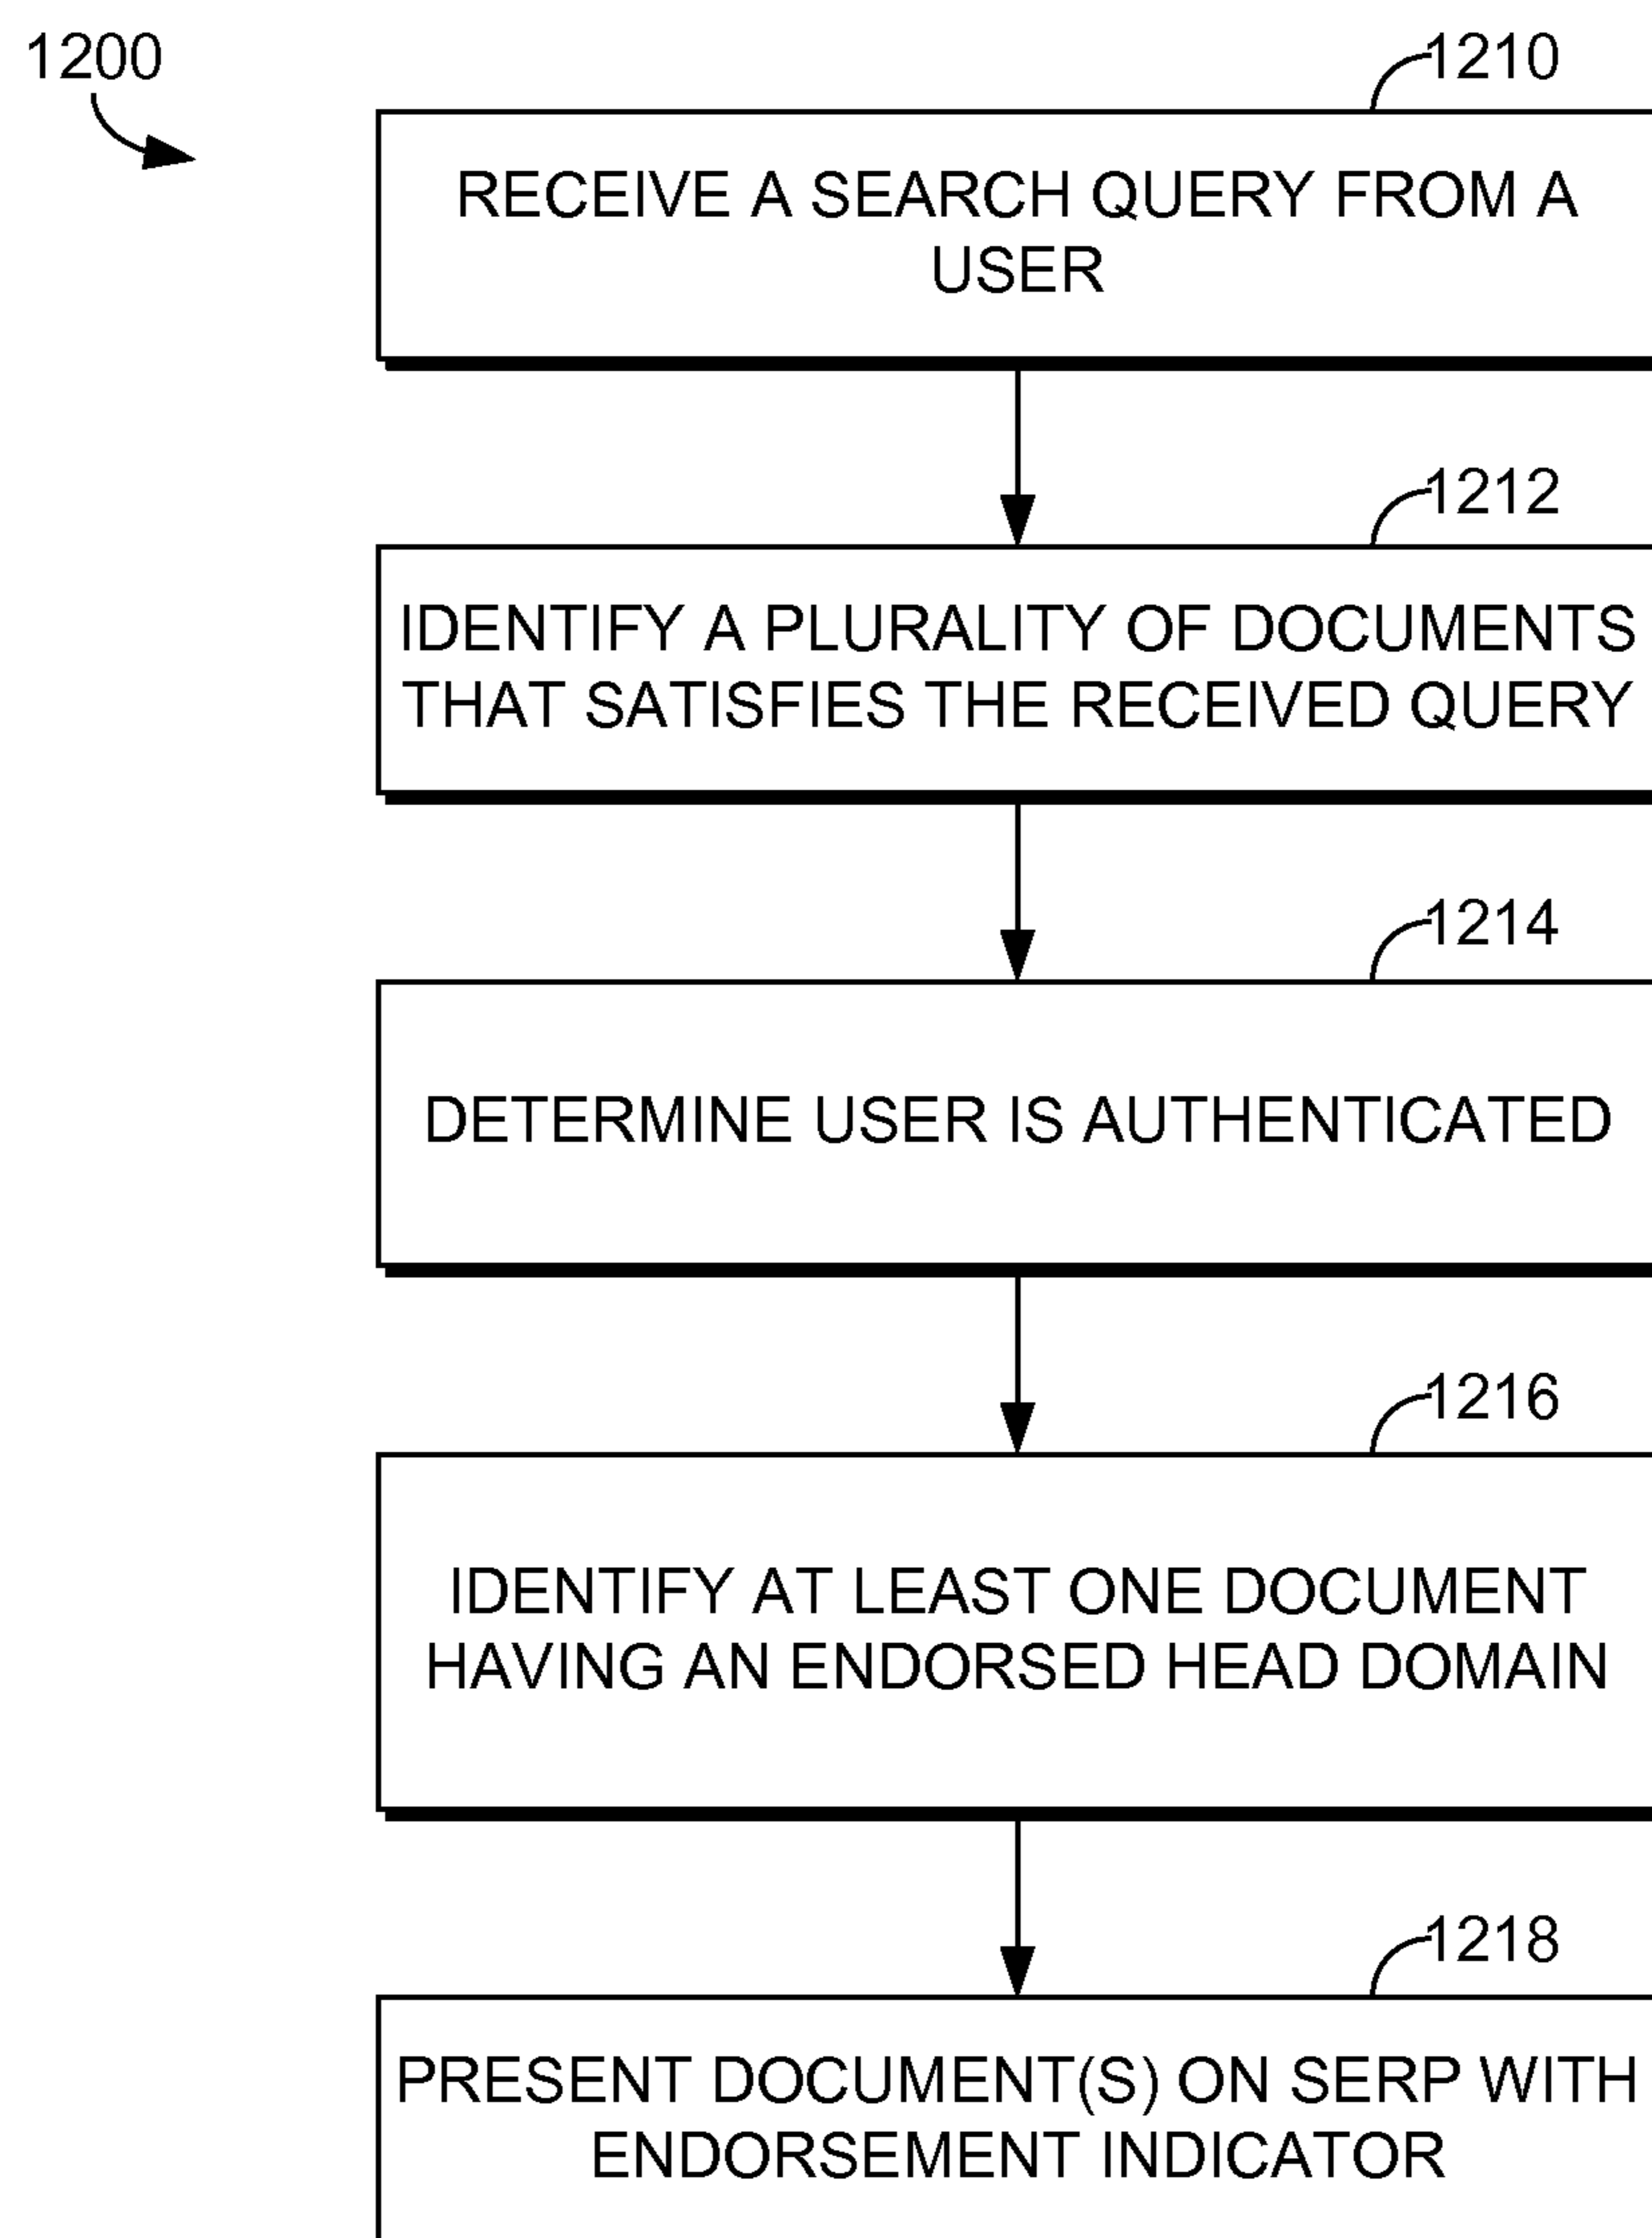 1200
1210
RECEIVE A SEARCH QUERY FROM A
USER
1212
IDENTIFY A PLURALITY OF DOCUMENTS
THAT SATISFIES THE RECEIVED QUERY
1214
DETERMINE USER IS AUTHENTICATED
1216
IDENTIFY AT LEAST ONE DOCUMENT
HAVING AN ENDORSED HEAD DOMAIN
1218
PRESENT DOCUMENT(S) ON SERP WITH
ENDORSEMENT INDICATOR